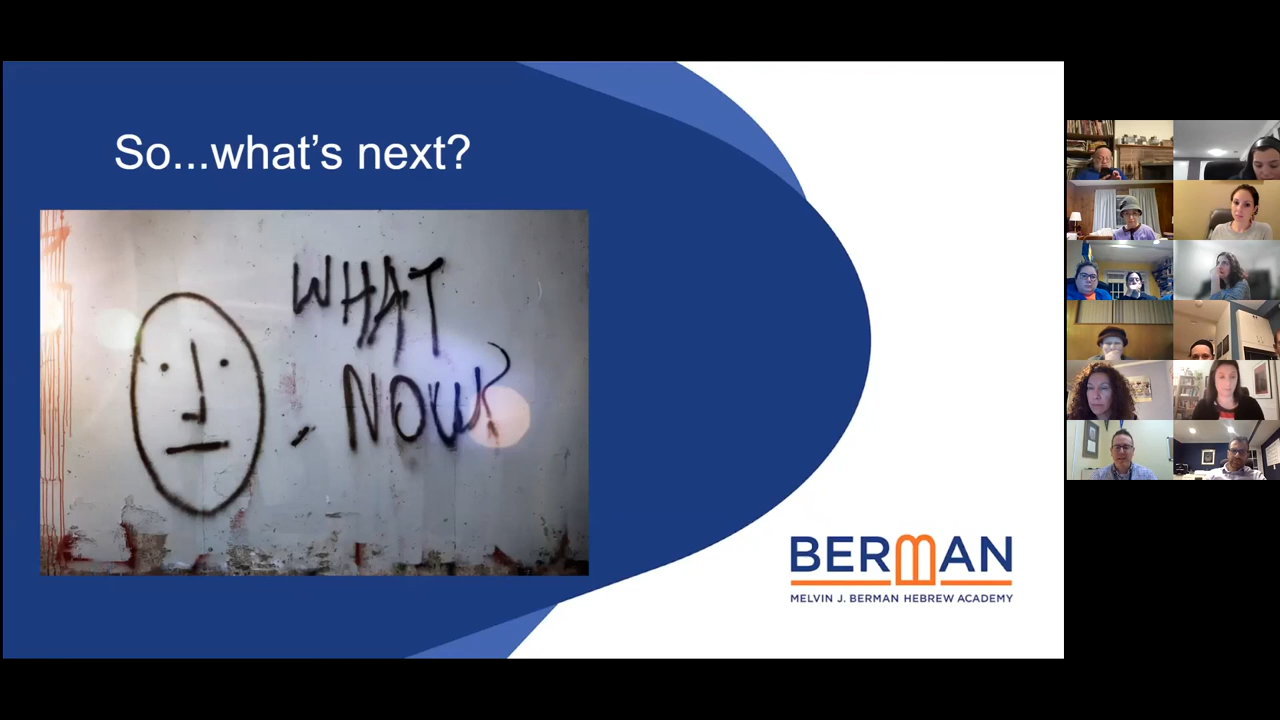 So...what's next?
WHAT
NOW?
BERMAN
MELVIN J. BERMAN HEBREW ACADEMY